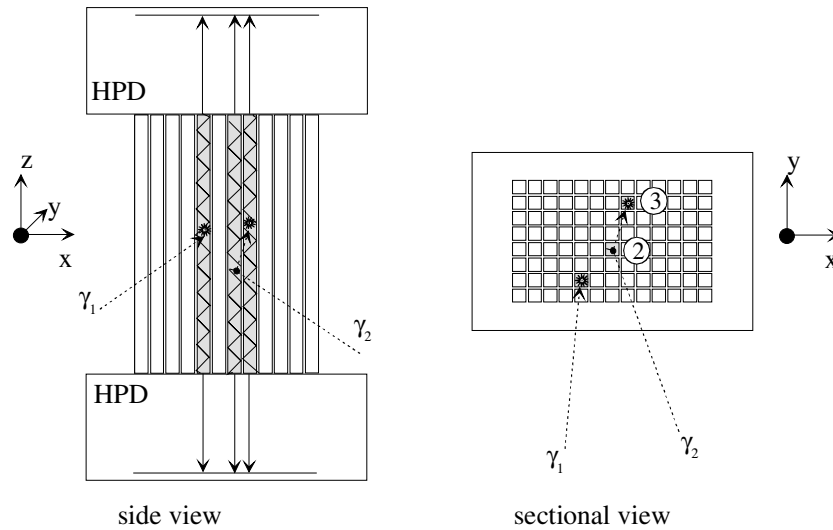 HPD
z
y
x
γ1
γ2
HPD
side view
3
2
γ1
γ2
y
x
sectional view